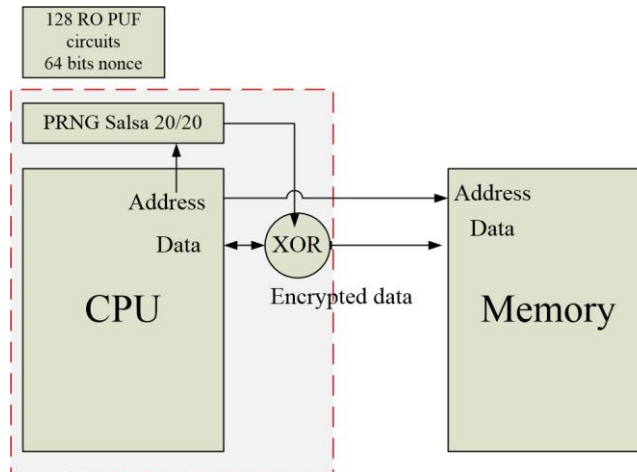 128 RO PUF
circuits
64 bits nonce
PRNG Salsa 20/20
Address
Data
XOR
CPU
Encrypted data
Address
Data
Memory